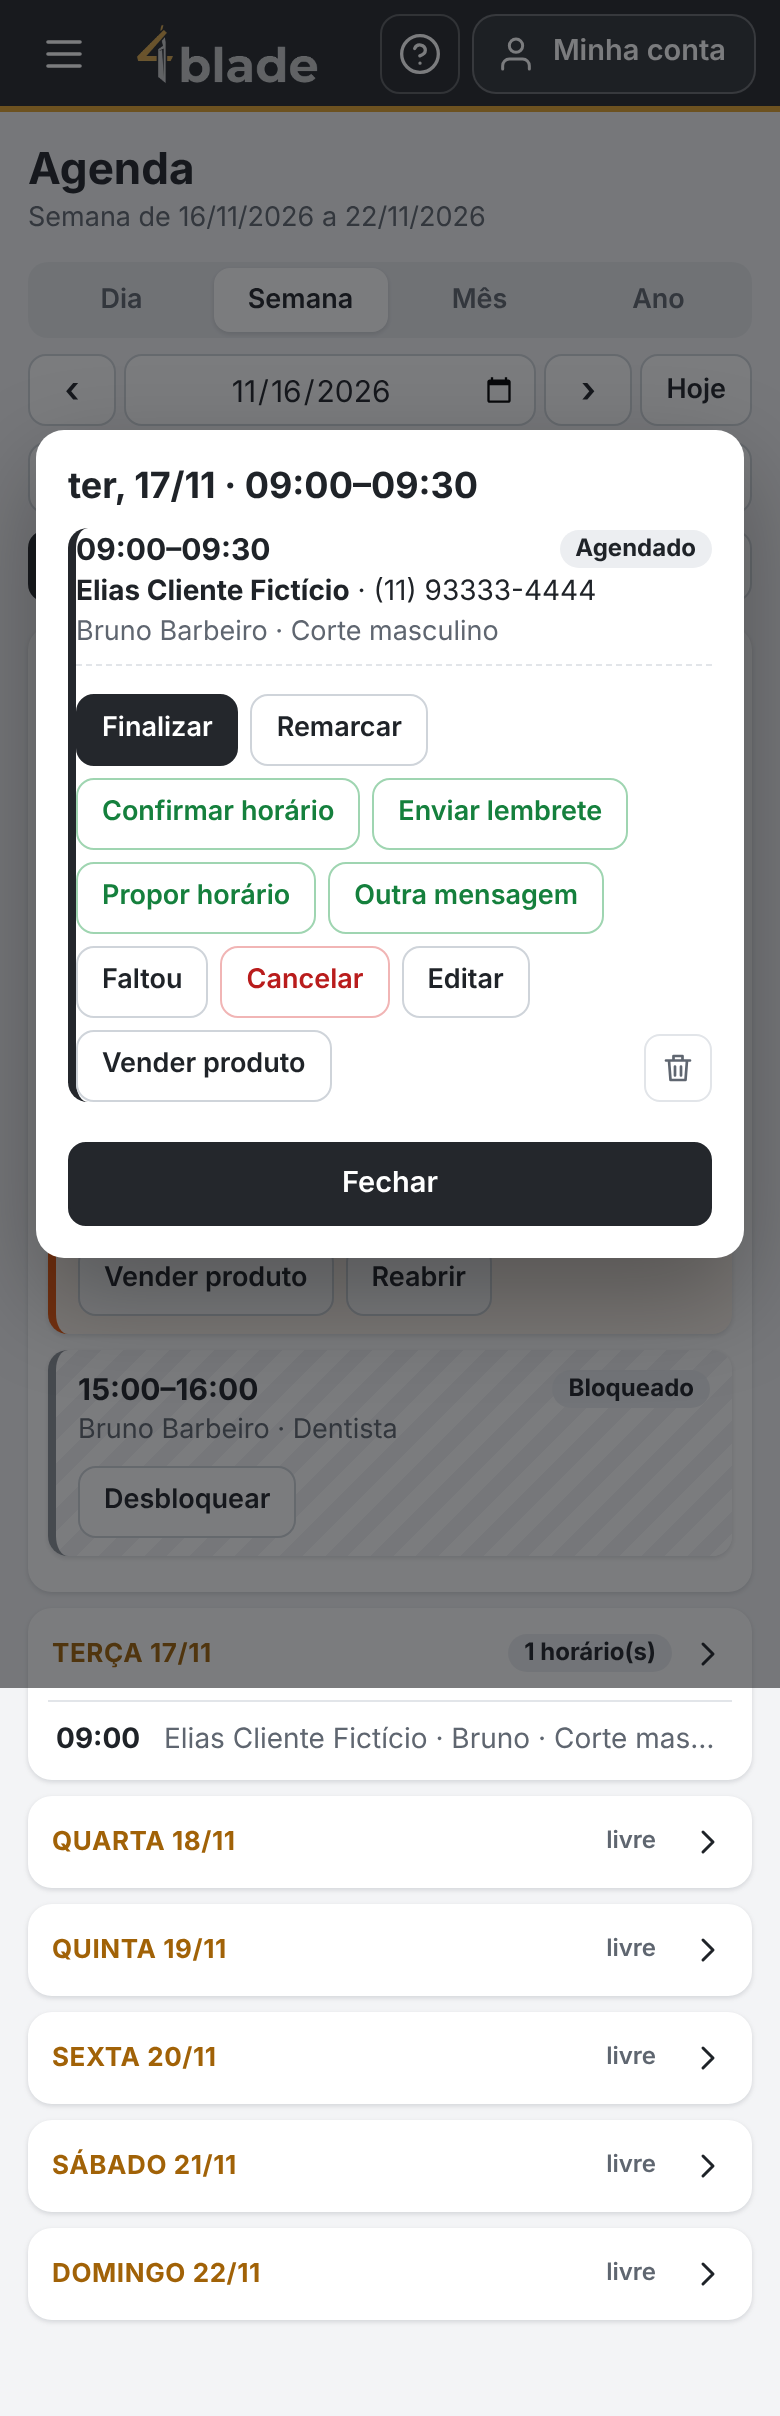 4blade
Minha conta
Agenda
Semana de 16/11/2026 a 22/11/2026
Dia Semana Mês Ano
11/16/2026 Hoje
ter, 17/11 · 09:00–09:30
09:00–09:30 Agendado
Elias Cliente Fictício · (11) 93333-4444
Bruno Barbeiro · Corte masculino
Finalizar Remarcar
Confirmar horário Enviar lembrete
Propor horário Outra mensagem
Faltou Cancelar Editar
Vender produto
Fechar
Vender produto Reabrir
15:00–16:00 Bloqueado
Bruno Barbeiro · Dentista
Desbloquear
TERÇA 17/11 1 horário(s)
09:00 Elias Cliente Fictício · Bruno · Corte mas...
QUARTA 18/11 livre
QUINTA 19/11 livre
SEXTA 20/11 livre
SÁBADO 21/11 livre
DOMINGO 22/11 livre